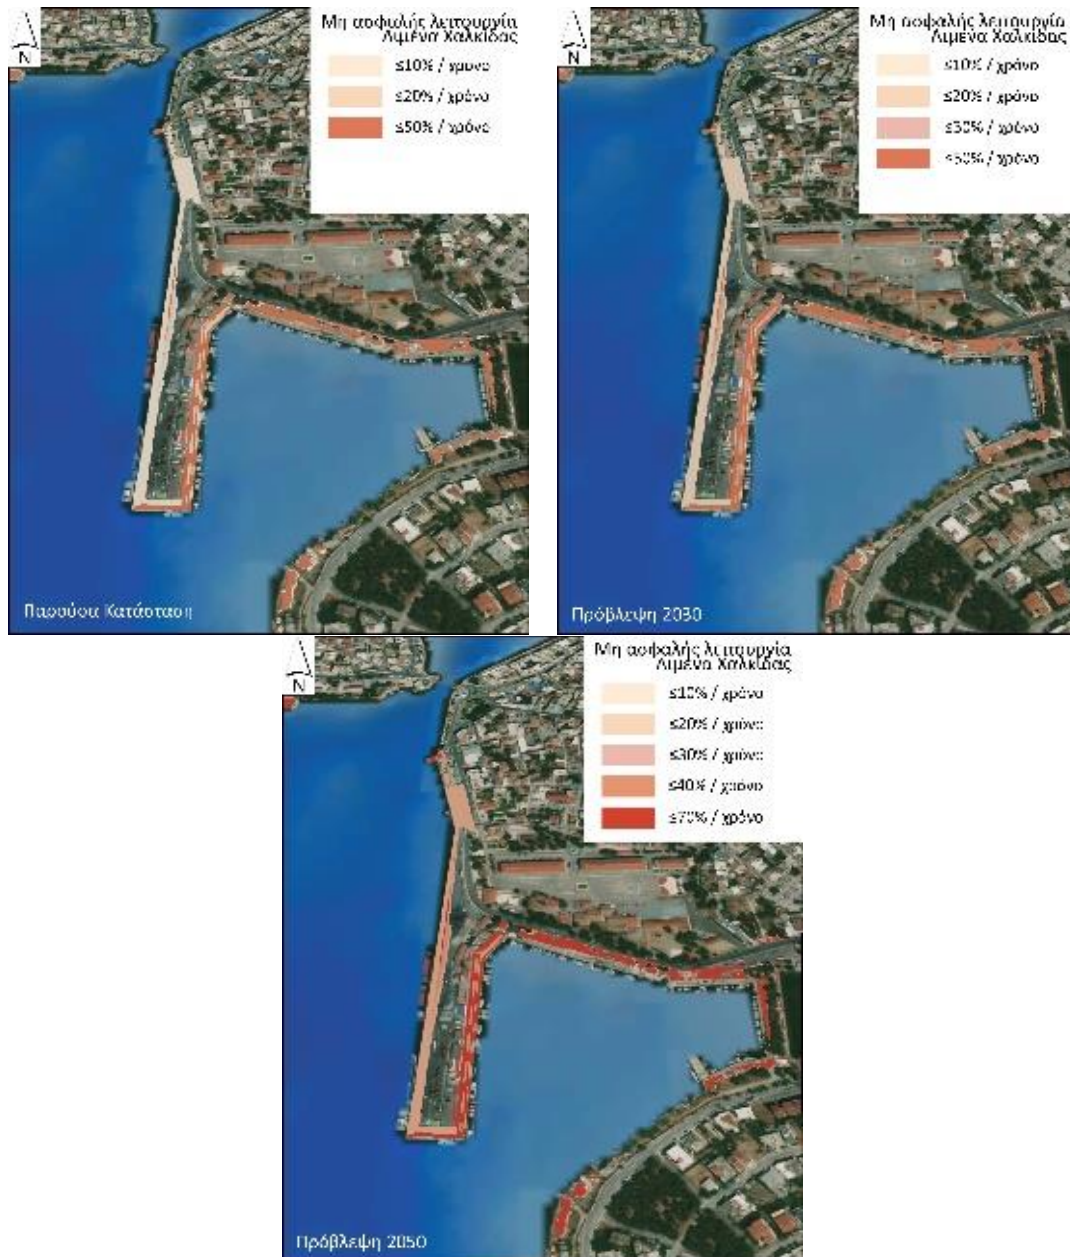 N
Μη ασφαλής λειτουργία
Λιμένα Χαλκίδας
≤10% / χρόνο
≤20% / χρόνο
≤50% / χρόνο
Παρούσα Κατάσταση
N
Μη ασφαλής λειτουργία
Λιμένα Χαλκίδας
≤10% / χρόνο
≤20% / χρόνο
≤30% / χρόνο
≤50% / χρόνο
Πρόβλεψη 2030
N
Μη ασφαλής λειτουργία
Λιμένα Χαλκίδας
≤10% / χρόνο
≤20% / χρόνο
≤30% / χρόνο
≤40% / χρόνο
≤70% / χρόνο
Πρόβλεψη 2050